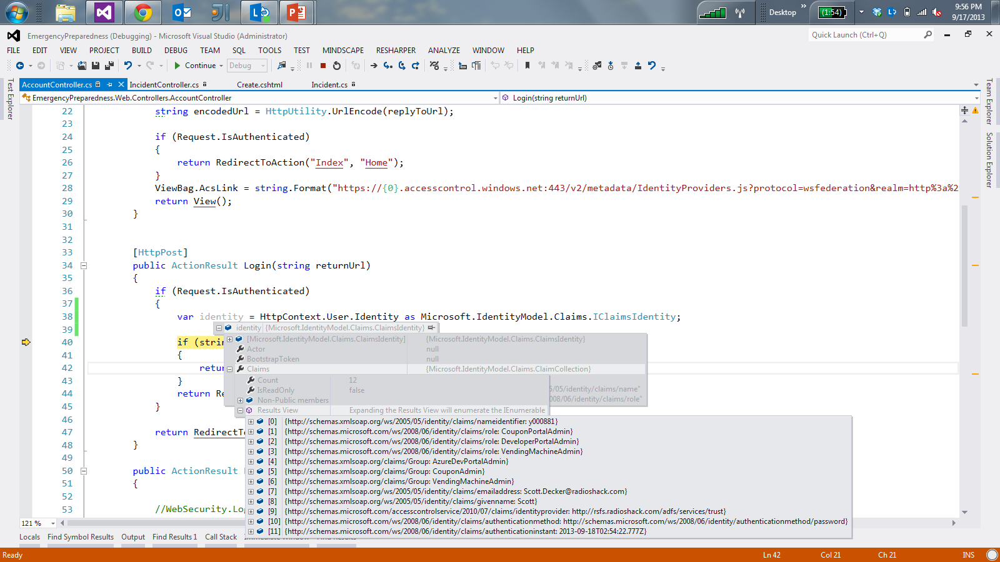 Desktop
(1:54)
9:56 PM
9/17/2013
EmergencyPreparedness (Debugging) - Microsoft Visual Studio (Administrator)
Quick Launch (Ctrl+Q)
FILE EDIT VIEW PROJECT BUILD DEBUG TEAM SQL TOOLS TEST MINDSCAPE RESHARPER ANALYZE WINDOW HELP
Continue Debug
AccountController.cs IncidentController.cs Create.cshtml Incident.cs
Test Explorer
Team Explorer
Solution Explorer
EmergencyPreparedness.Web.Controllers.AccountController Login(string returnUrl)
22 string encodedUrl = HttpUtility.UrlEncode(replyToUrl);
23
24 if (Request.IsAuthenticated)
25 {
26 return RedirectToAction("Index", "Home");
27 }
28 ViewBag.AcsLink = string.Format("https://{0}.accesscontrol.windows.net:443/v2/metadata/IdentityProviders.js?protocol=wsfederation&realm=http%3a%2
29 return View();
30 }
31
32
33 [HttpPost]
34 public ActionResult Login(string returnUrl)
35 {
36 if (Request.IsAuthenticated)
37 {
38 var identity = HttpContext.User.Identity as Microsoft.IdentityModel.Claims.IClaimsIdentity;
identity {Microsoft.IdentityModel.Claims.ClaimsIdentity}
39
[Microsoft.IdentityModel.Claims.ClaimsIdentity] {Microsoft.IdentityModel.Claims.ClaimsIdentity}
40 if (strin
Actor null
41 {
BootstrapToken null
42 retur
Claims {Microsoft.IdentityModel.Claims.ClaimCollection}
43 }
Count 12
IsReadOnly false
5/05/identity/claims/name"
44 return Re
Non-Public members
008/06/identity/claims/role"
45 }
Results View Expanding the Results View will enumerate the IEnumerable
46
[0] {http://schemas.xmlsoap.org/ws/2005/05/identity/claims/nameidentifier: y000881}
47 return RedirectTo
[1] {http://schemas.microsoft.com/ws/2008/06/identity/claims/role: CouponPortalAdmin}
[2] {http://schemas.microsoft.com/ws/2008/06/identity/claims/role: DeveloperPortalAdmin}
48 }
[3] {http://schemas.microsoft.com/ws/2008/06/identity/claims/role: VendingMachineAdmin}
49
[4] {http://schemas.xmlsoap.org/claims/Group: AzureDevPortalAdmin}
50 public ActionResult
[5] {http://schemas.xmlsoap.org/claims/Group: CouponAdmin}
51 {
[6] {http://schemas.xmlsoap.org/claims/Group: VendingMachineAdmin}
[7] {http://schemas.xmlsoap.org/ws/2005/05/identity/claims/emailaddress: Scott.Decker@radioshack.com}
52
[8] {http://schemas.xmlsoap.org/ws/2005/05/identity/claims/givenname: Scott}
53 //WebSecurity.Lo
[9] {http://schemas.microsoft.com/accesscontrolservice/2010/07/claims/identityprovider: http://rsfs.radioshack.com/adfs/services/trust}
[10] {http://schemas.microsoft.com/ws/2008/06/identity/claims/authenticationmethod: http://schemas.microsoft.com/ws/2008/06/identity/authenticationmethod/password}
[11] {http://schemas.microsoft.com/ws/2008/06/identity/claims/authenticationinstant: 2013-09-18T02:54:22.777Z}
121 %
Locals Find Symbol Results Output Find Results 1 Call Stack
Ready Ln 42 Col 21 Ch 21 INS